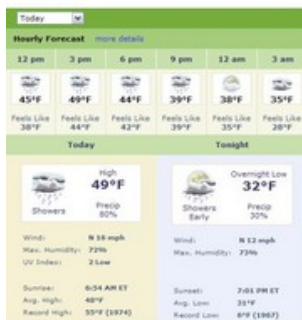 Today
Hourly Forecast more details
12 pm 3 pm 6 pm 9 pm 12 am 3 am
45°F 49°F 44°F 39°F 38°F 35°F
Feels Like Feels Like Feels Like Feels Like Feels Like Feels Like
38°F 44°F 42°F 39°F 35°F 28°F
Today Tonight
High Overnight Low
49°F 32°F
Precip Precip
80% 30%
Showers Showers Early
Wind: N 16 mph Wind: N 12 mph
Max. Humidity: 72% Max. Humidity: 73%
UV Index: 2 Low
Sunrise: 6:54 AM ET Sunset: 7:01 PM ET
Avg. High: 48°F Avg. Low: 31°F
Record High: 55°F (1974) Record Low: 6°F (1967)